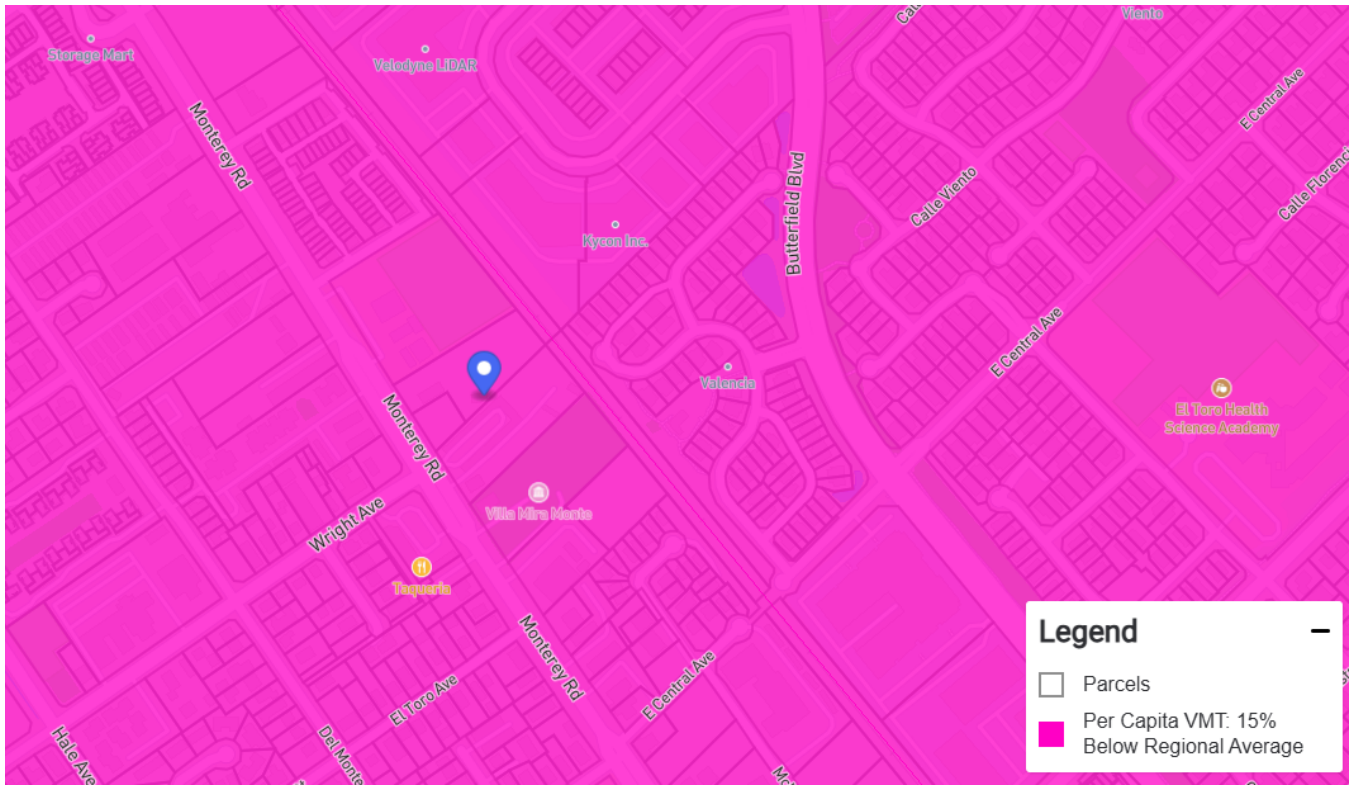 Storage Mart
Velodyne LiDAR
Viento
E Central Ave
Monterey Rd
Butterfield Blvd
Calle Viento
Kycon Inc.
E Central Ave
Valencia
El Toro Health
Science Academy
Monterey Rd
Villa Mira Monte
Wright Ave
Taqueria
Monterey Rd
E Central Ave
El Toro Ave
Hale Ave
Del Monte
Legend
Parcels
Per Capita VMT: 15%
Below Regional Average